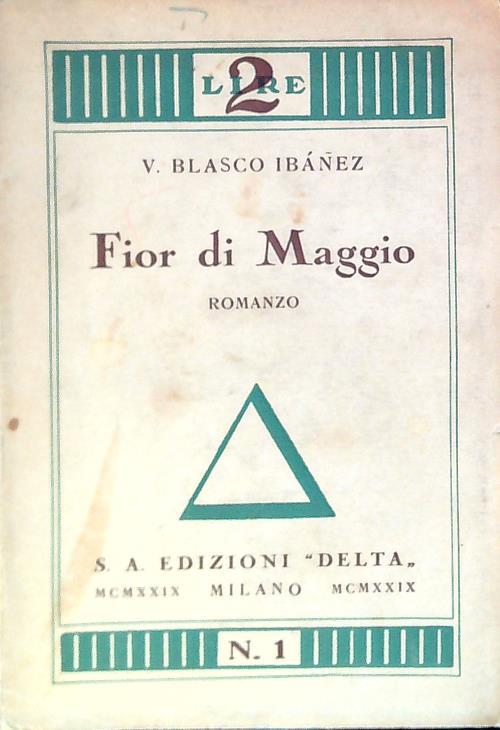 2
LIRE
V. BLASCO IBÁÑEZ
Fior di Maggio
ROMANZO
S. A. EDIZIONI "DELTA„
MCMXXIX MILANO MCMXXIX
N. 1